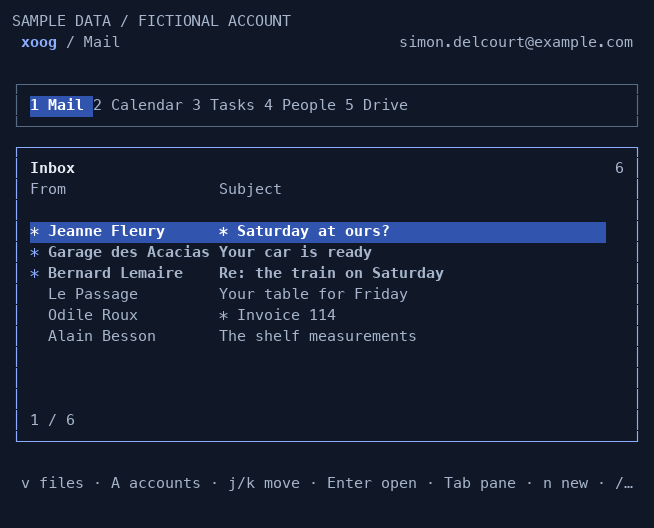 SAMPLE DATA / FICTIONAL ACCOUNT
xoog / Mail simon.delcourt@example.com
1 Mail 2 Calendar 3 Tasks 4 People 5 Drive
Inbox 6
From Subject
* Jeanne Fleury * Saturday at ours?
* Garage des Acacias Your car is ready
* Bernard Lemaire Re: the train on Saturday
Le Passage Your table for Friday
Odile Roux * Invoice 114
Alain Besson The shelf measurements
1 / 6
v files · A accounts · j/k move · Enter open · Tab pane · n new · /…